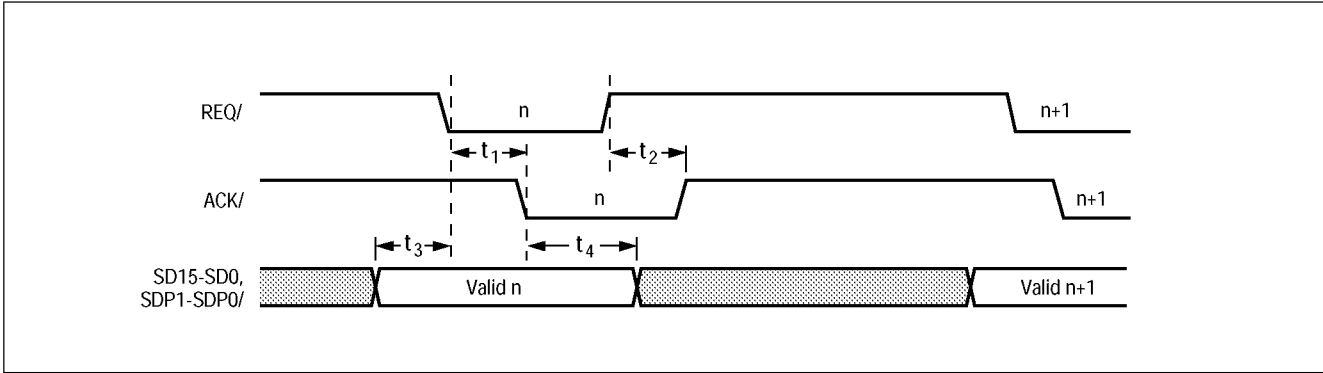 REQ/
n
n+1
t1
t2
ACK/
n
n+1
t3
t4
SD15-SD0,
SDP1-SDP0/
Valid n
Valid n+1